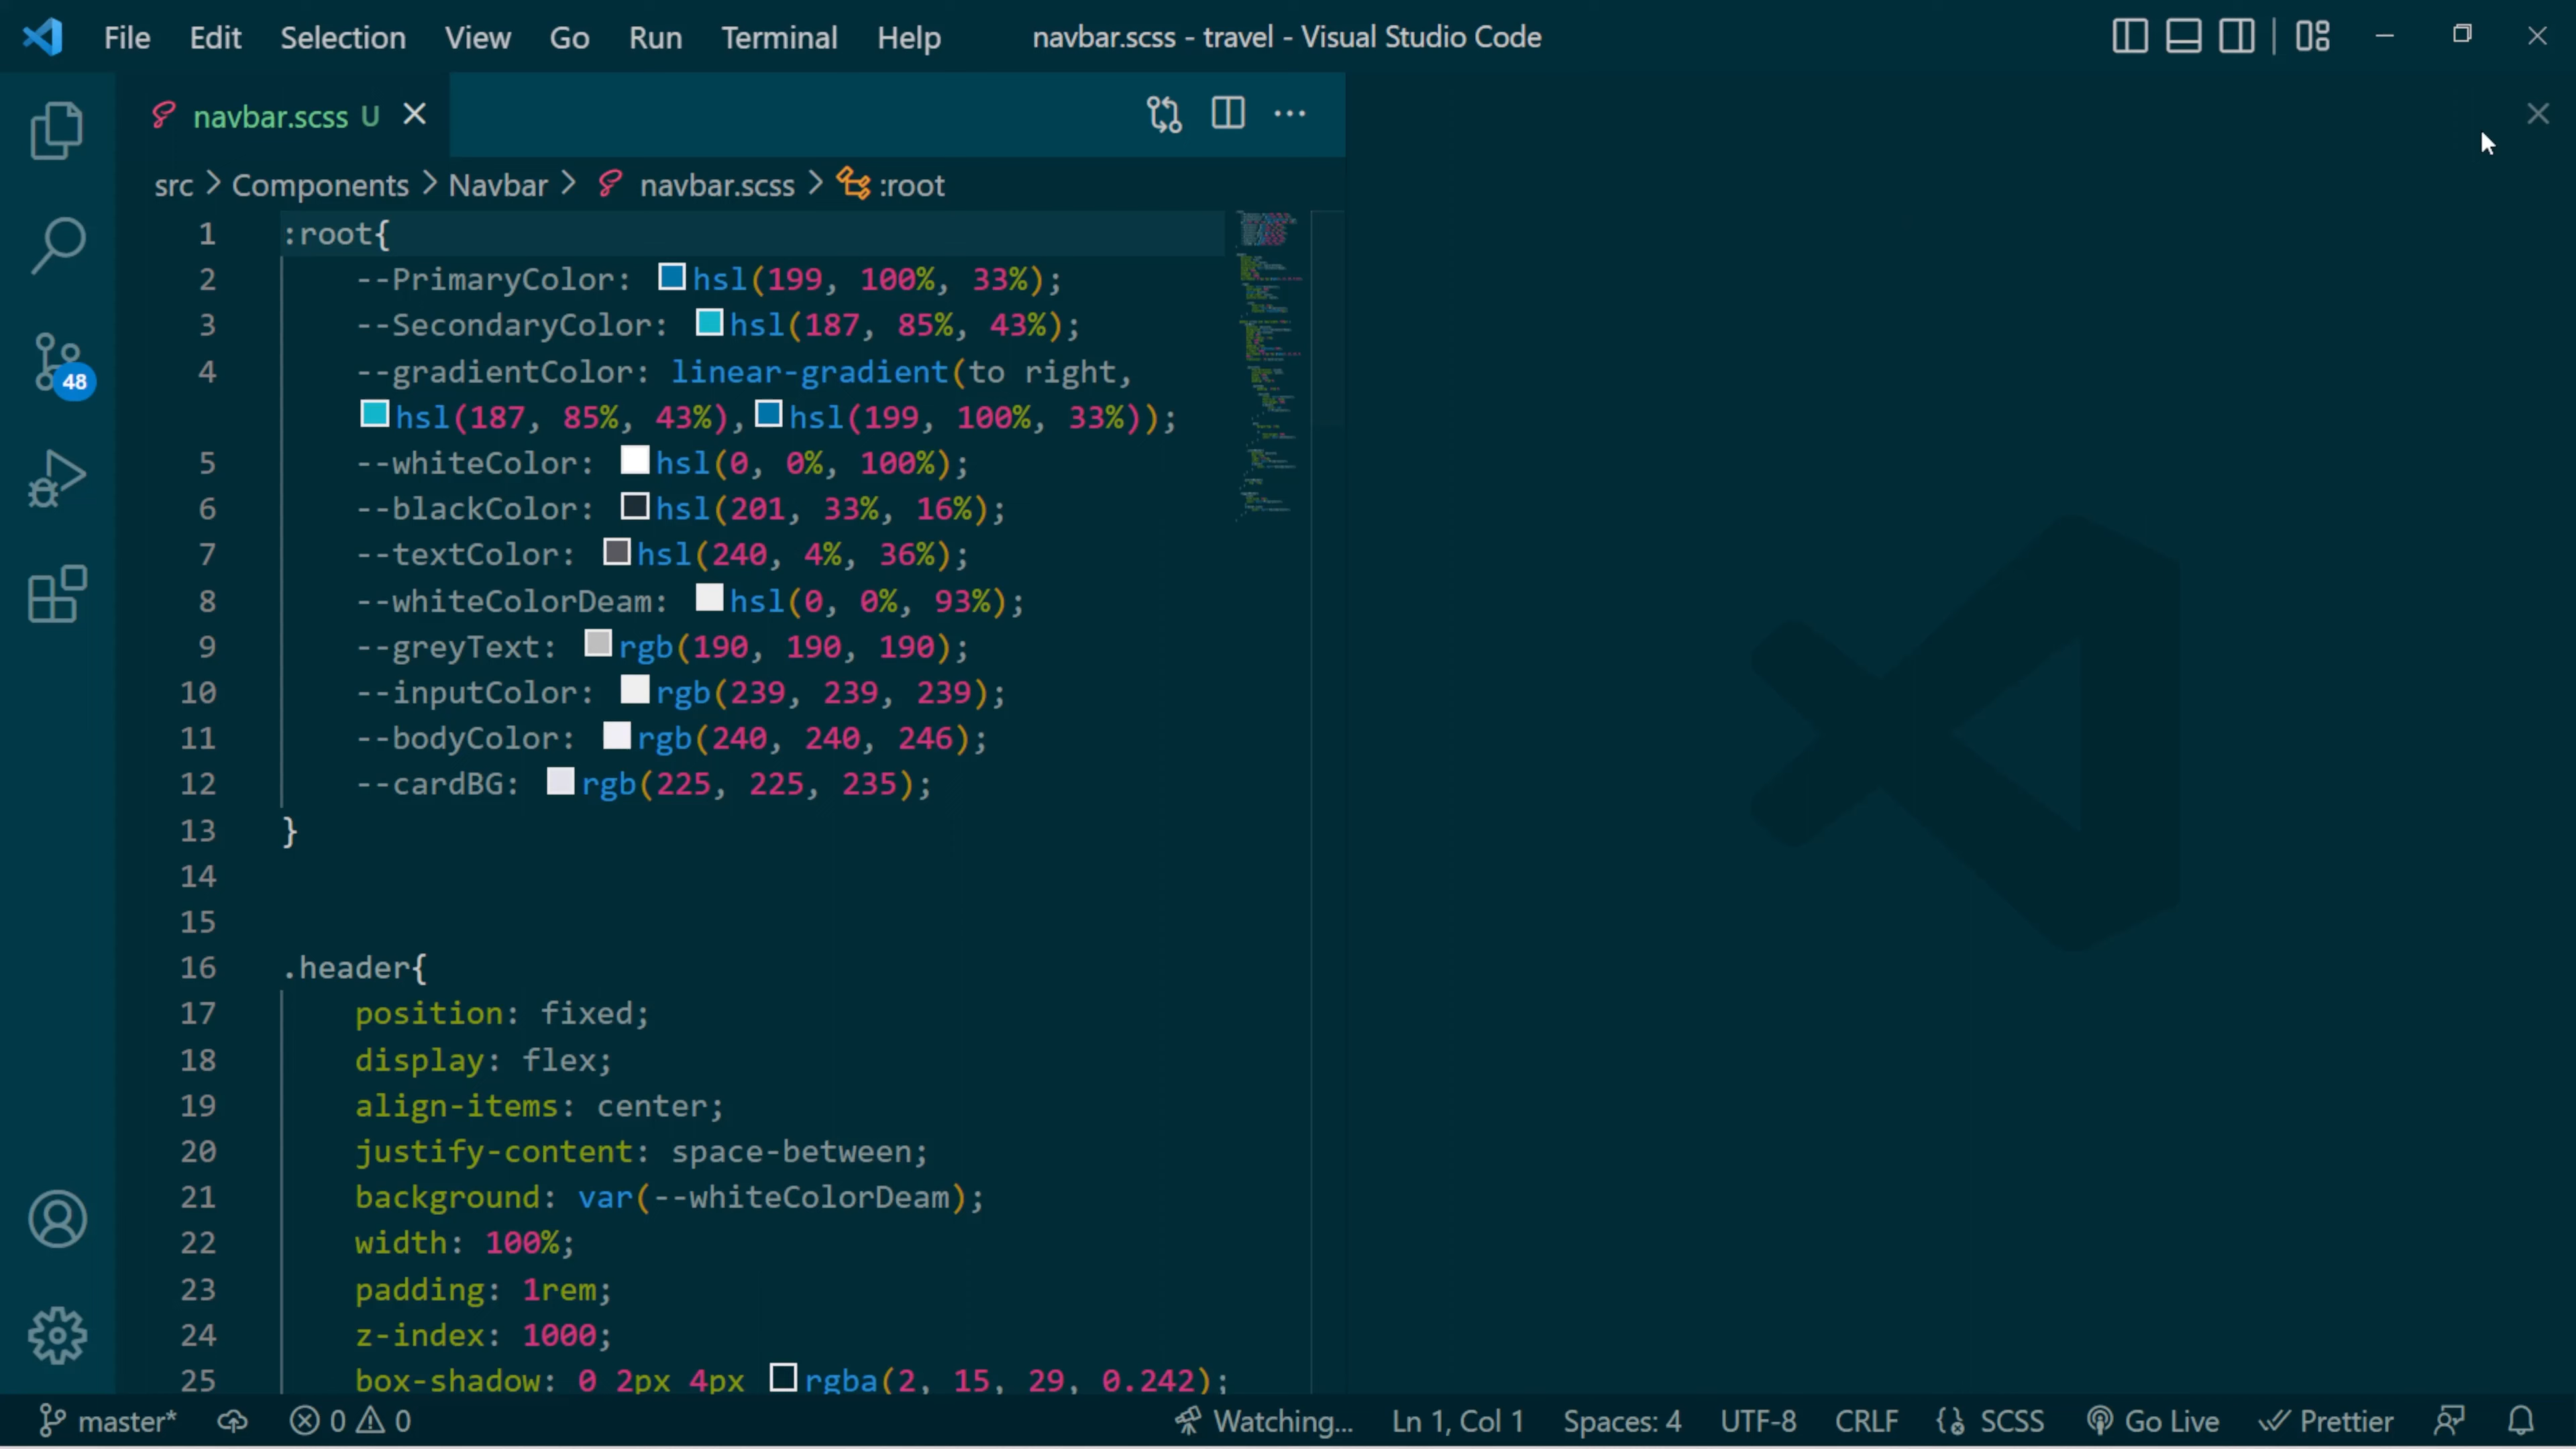 File Edit Selection View Go Run Terminal Help navbar.scss - travel - Visual Studio Code
navbar.scss U
src > Components > Navbar > navbar.scss > :root
48
1 :root{
2 --PrimaryColor: hsl(199, 100%, 33%);
3 --SecondaryColor: hsl(187, 85%, 43%);
4 --gradientColor: linear-gradient(to right,
hsl(187, 85%, 43%), hsl(199, 100%, 33%));
5 --whiteColor: hsl(0, 0%, 100%);
6 --blackColor: hsl(201, 33%, 16%);
7 --textColor: hsl(240, 4%, 36%);
8 --whiteColorDeam: hsl(0, 0%, 93%);
9 --greyText: rgb(190, 190, 190);
10 --inputColor: rgb(239, 239, 239);
11 --bodyColor: rgb(240, 240, 246);
12 --cardBG: rgb(225, 225, 235);
13 }
14
15
16 .header{
17 position: fixed;
18 display: flex;
19 align-items: center;
20 justify-content: space-between;
21 background: var(--whiteColorDeam);
22 width: 100%;
23 padding: 1rem;
24 z-index: 1000;
25 box-shadow: 0 2px 4px rgba(2, 15, 29, 0.242);
master* 0 0 Watching... Ln 1, Col 1 Spaces: 4 UTF-8 CRLF SCSS Go Live Prettier